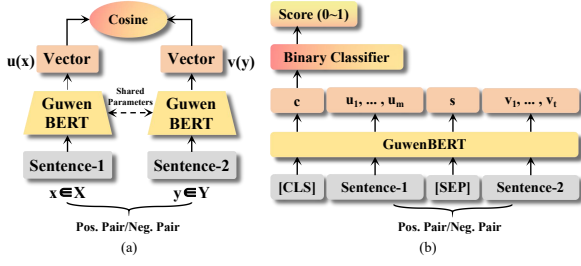 Cosine
u(x)
Vector
Vector
v(y)
Guwen
BERT
Shared
Parameters
Guwen
BERT
Sentence-1
Sentence-2
x∈X
y∈Y
Pos. Pair/Neg. Pair
(a)
Score (0~1)
Binary Classifier
c
u1, ... , um
s
v1, ... , vt
GuwenBERT
[CLS]
Sentence-1
[SEP]
Sentence-2
Pos. Pair/Neg. Pair
(b)